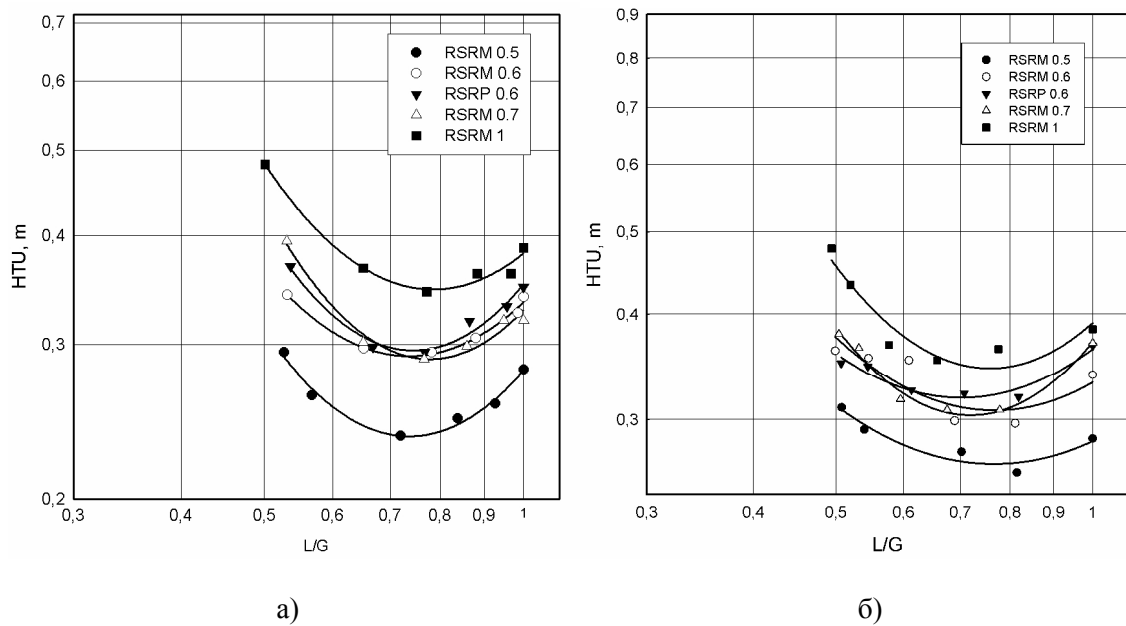 0,7
0,6
0,5
0,4
0,3
0,2
HTU, m
RSRM 0.5
RSRM 0.6
RSRP 0.6
RSRM 0.7
RSRM 1
0,3
0,4
0,5
0,6
0,7
0,8
0,9
1
L/G
а)
0,9
0,8
0,7
0,6
0,5
0,4
0,3
HTU, m
RSRM 0.5
RSRM 0.6
RSRP 0.6
RSRM 0.7
RSRM 1
0,3
0,4
0,5
0,6
0,7
0,8
0,9
1
L/G
б)